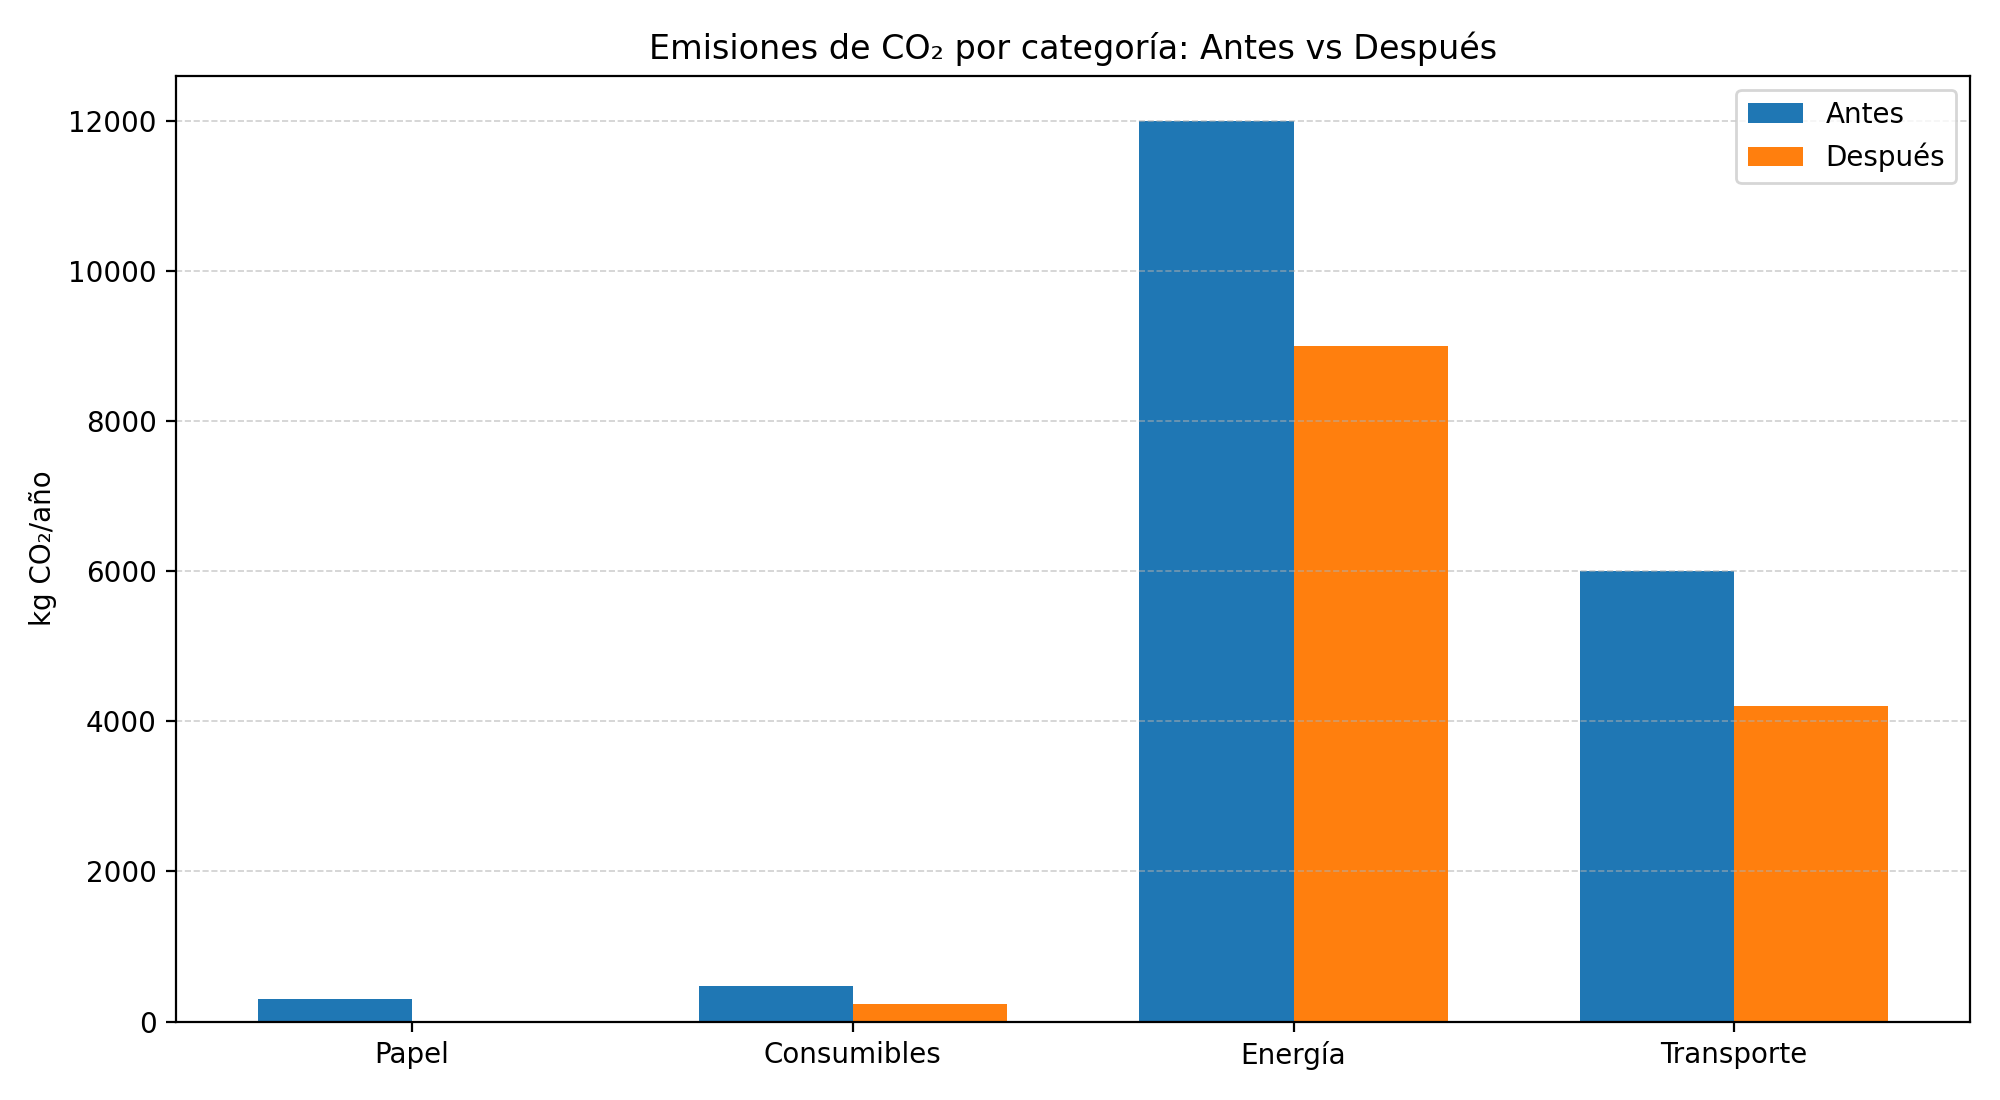 Emisiones de CO₂ por categoría: Antes vs Después
Antes
Después
kg CO₂/año
12000
10000
8000
6000
4000
2000
0
Papel
Consumibles
Energía
Transporte